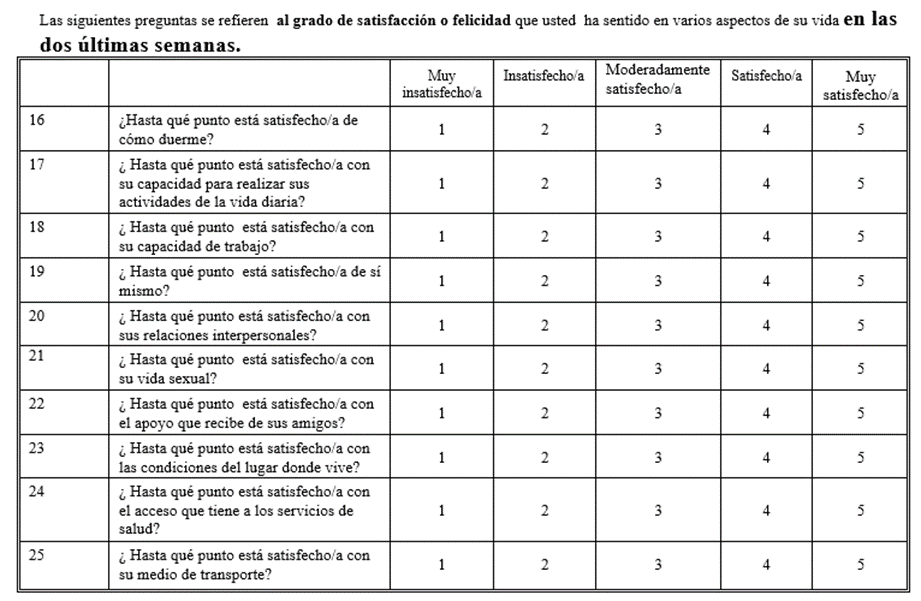 Las siguientes preguntas se refieren al grado de satisfacción o felicidad que usted ha sentido en varios aspectos de su vida en las
dos últimas semanas.
Muy
insatisfecho/a
Insatisfecho/a
Moderadamente
satisfecho/a
Satisfecho/a
Muy
satisfecho/a
16
¿Hasta qué punto está satisfecho/a de
cómo duerme?
1 2 3 4 5
17
¿ Hasta qué punto está satisfecho/a con
su capacidad para realizar sus
actividades de la vida diaria?
1 2 3 4 5
18
¿ Hasta qué punto está satisfecho/a con
su capacidad de trabajo?
1 2 3 4 5
19
¿ Hasta qué punto está satisfecho/a de sí
mismo?
1 2 3 4 5
20
¿ Hasta qué punto está satisfecho/a con
sus relaciones interpersonales?
1 2 3 4 5
21
¿ Hasta qué punto está satisfecho/a con
su vida sexual?
1 2 3 4 5
22
¿ Hasta qué punto está satisfecho/a con
el apoyo que recibe de sus amigos?
1 2 3 4 5
23
¿ Hasta qué punto está satisfecho/a con
las condiciones del lugar donde vive?
1 2 3 4 5
24
¿ Hasta qué punto está satisfecho/a con
el acceso que tiene a los servicios de
salud?
1 2 3 4 5
25
¿ Hasta qué punto está satisfecho/a con
su medio de transporte?
1 2 3 4 5